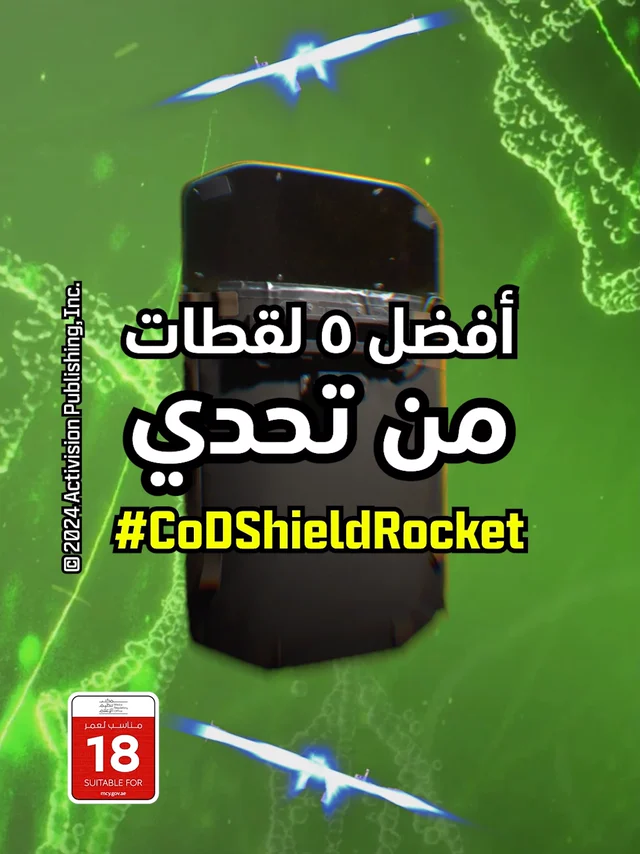 أفضل ٥ لقطات
من تحدي
#CoDShieldRocket
© 2024 Activision Publishing, Inc.
مناسب لعمر
18
SUITABLE FOR
mcy.gov.ae